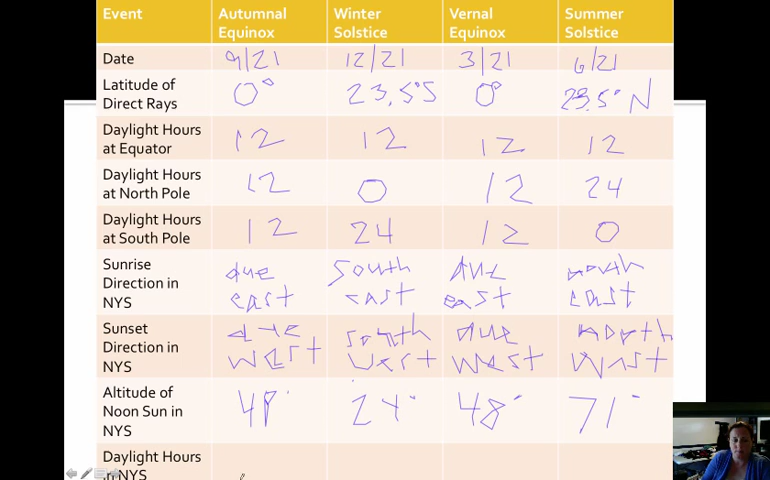 Event
Autumnal Equinox
Winter Solstice
Vernal Equinox
Summer Solstice
Date
9/21
12/21
3/21
6/21
Latitude of Direct Rays
0°
23.5°S
0°
23.5° N
Daylight Hours at Equator
12
12
12
12
Daylight Hours at North Pole
12
0
12
24
Daylight Hours at South Pole
12
24
12
0
Sunrise Direction in NYS
due east
south east
due east
north east
Sunset Direction in NYS
due west
south west
due west
north west
Altitude of Noon Sun in NYS
48°
24°
48°
71°
Daylight Hours in NYS